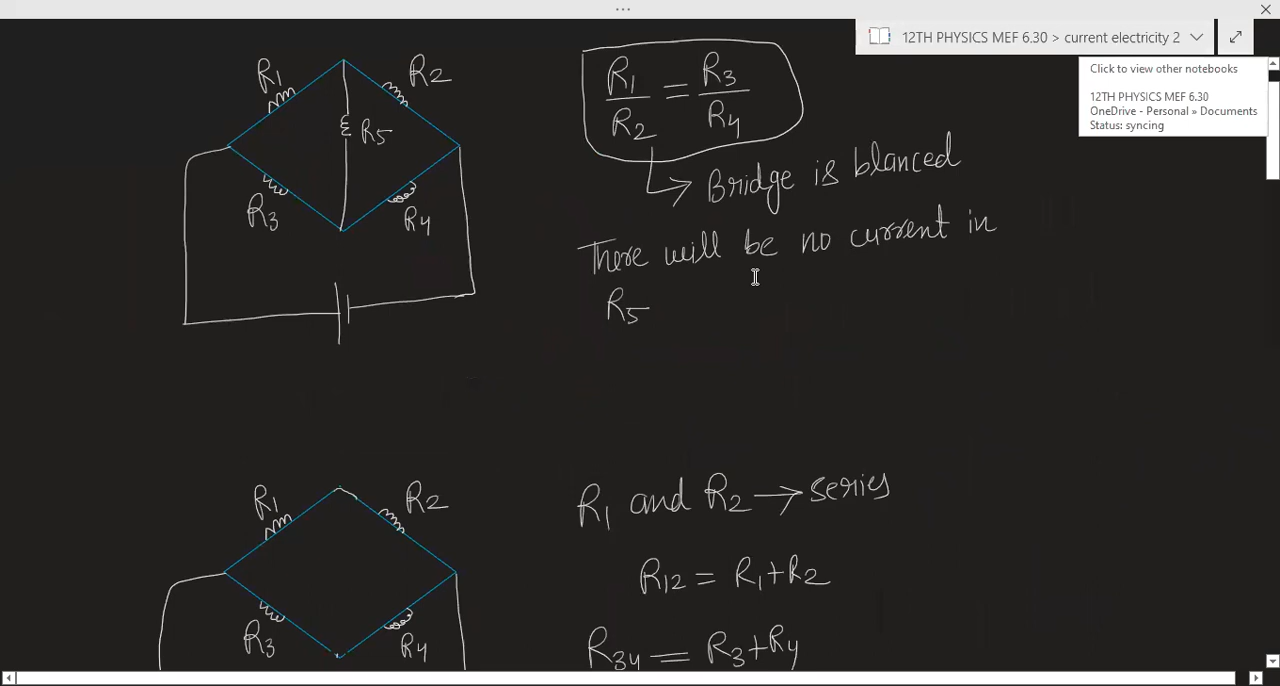 12TH PHYSICS MEF 6.30 > current electricity 2
Click to view other notebooks
12TH PHYSICS MEF 6.30
OneDrive - Personal » Documents
Status: syncing
R1
R2
R5
R3
R4
R1/R2 = R3/R4
→ Bridge is blanced
There will be no current in
R5
R1
R2
R3
R4
R1 and R2 → series
R12 = R1+R2
R34 = R3+R4